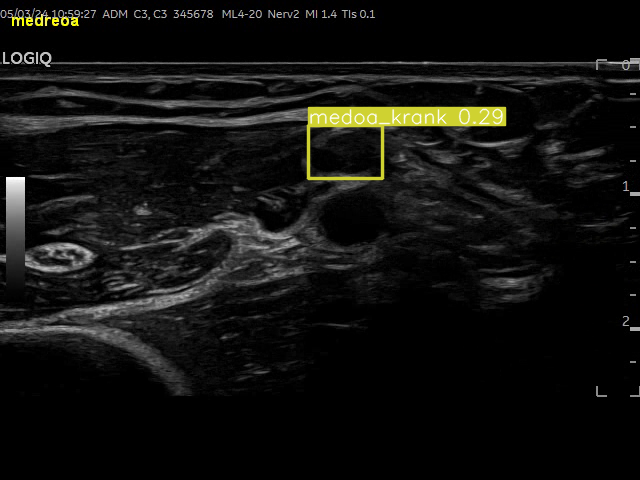 05/03/24 10:59:27 ADM C3, C3 345678 ML4-20 Nerv2 MI 1.4 TIs 0.1
medreoa
LOGIQ
0
medoa_krank 0.29
1
2